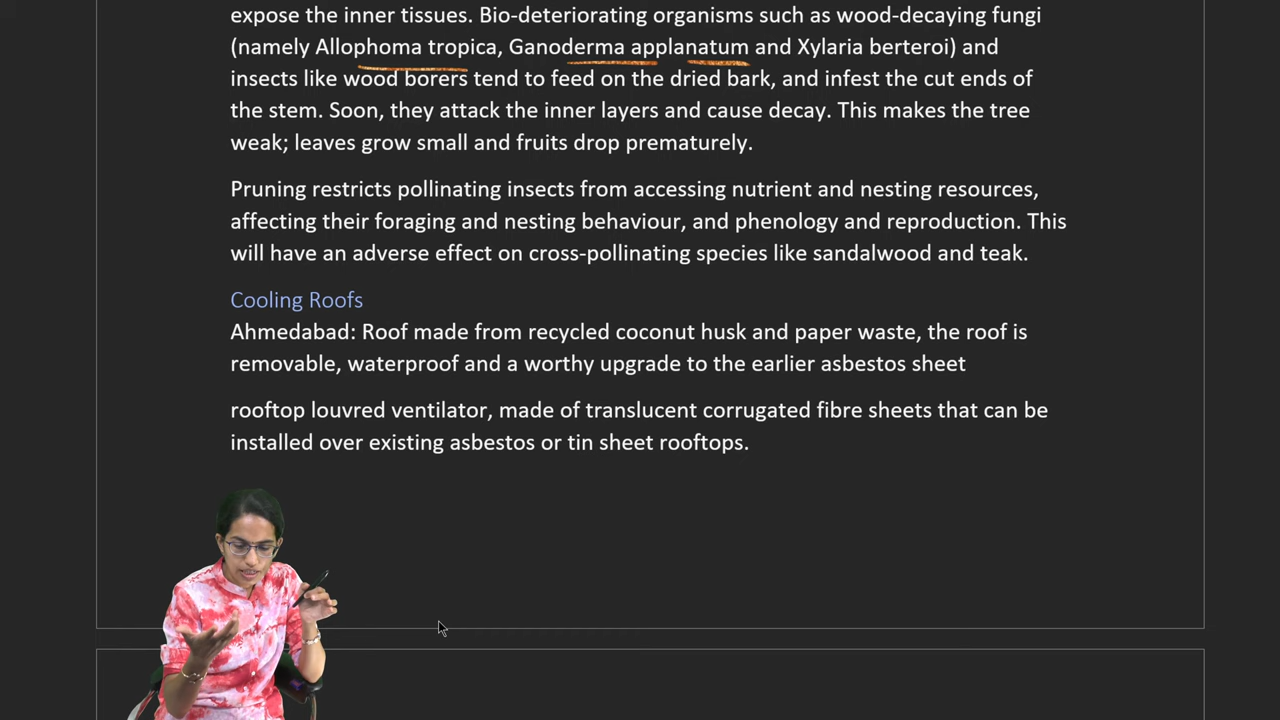 expose the inner tissues. Bio-deteriorating organisms such as wood-decaying fungi
(namely Allophoma tropica, Ganoderma applanatum and Xylaria berteroi) and
insects like wood borers tend to feed on the dried bark, and infest the cut ends of
the stem. Soon, they attack the inner layers and cause decay. This makes the tree
weak; leaves grow small and fruits drop prematurely.
Pruning restricts pollinating insects from accessing nutrient and nesting resources,
affecting their foraging and nesting behaviour, and phenology and reproduction. This
will have an adverse effect on cross-pollinating species like sandalwood and teak.
Cooling Roofs
Ahmedabad: Roof made from recycled coconut husk and paper waste, the roof is
removable, waterproof and a worthy upgrade to the earlier asbestos sheet
rooftop louvred ventilator, made of translucent corrugated fibre sheets that can be
installed over existing asbestos or tin sheet rooftops.